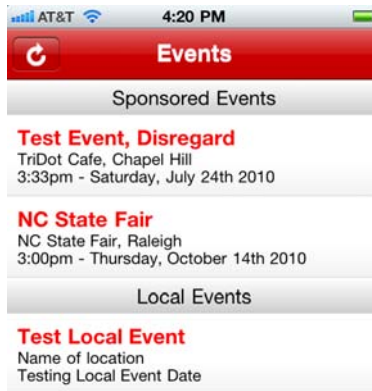 AT&T 4:20 PM
Events
Sponsored Events
Test Event, Disregard
TriDot Cafe, Chapel Hill
3:33pm - Saturday, July 24th 2010
NC State Fair
NC State Fair, Raleigh
3:00pm - Thursday, October 14th 2010
Local Events
Test Local Event
Name of location
Testing Local Event Date